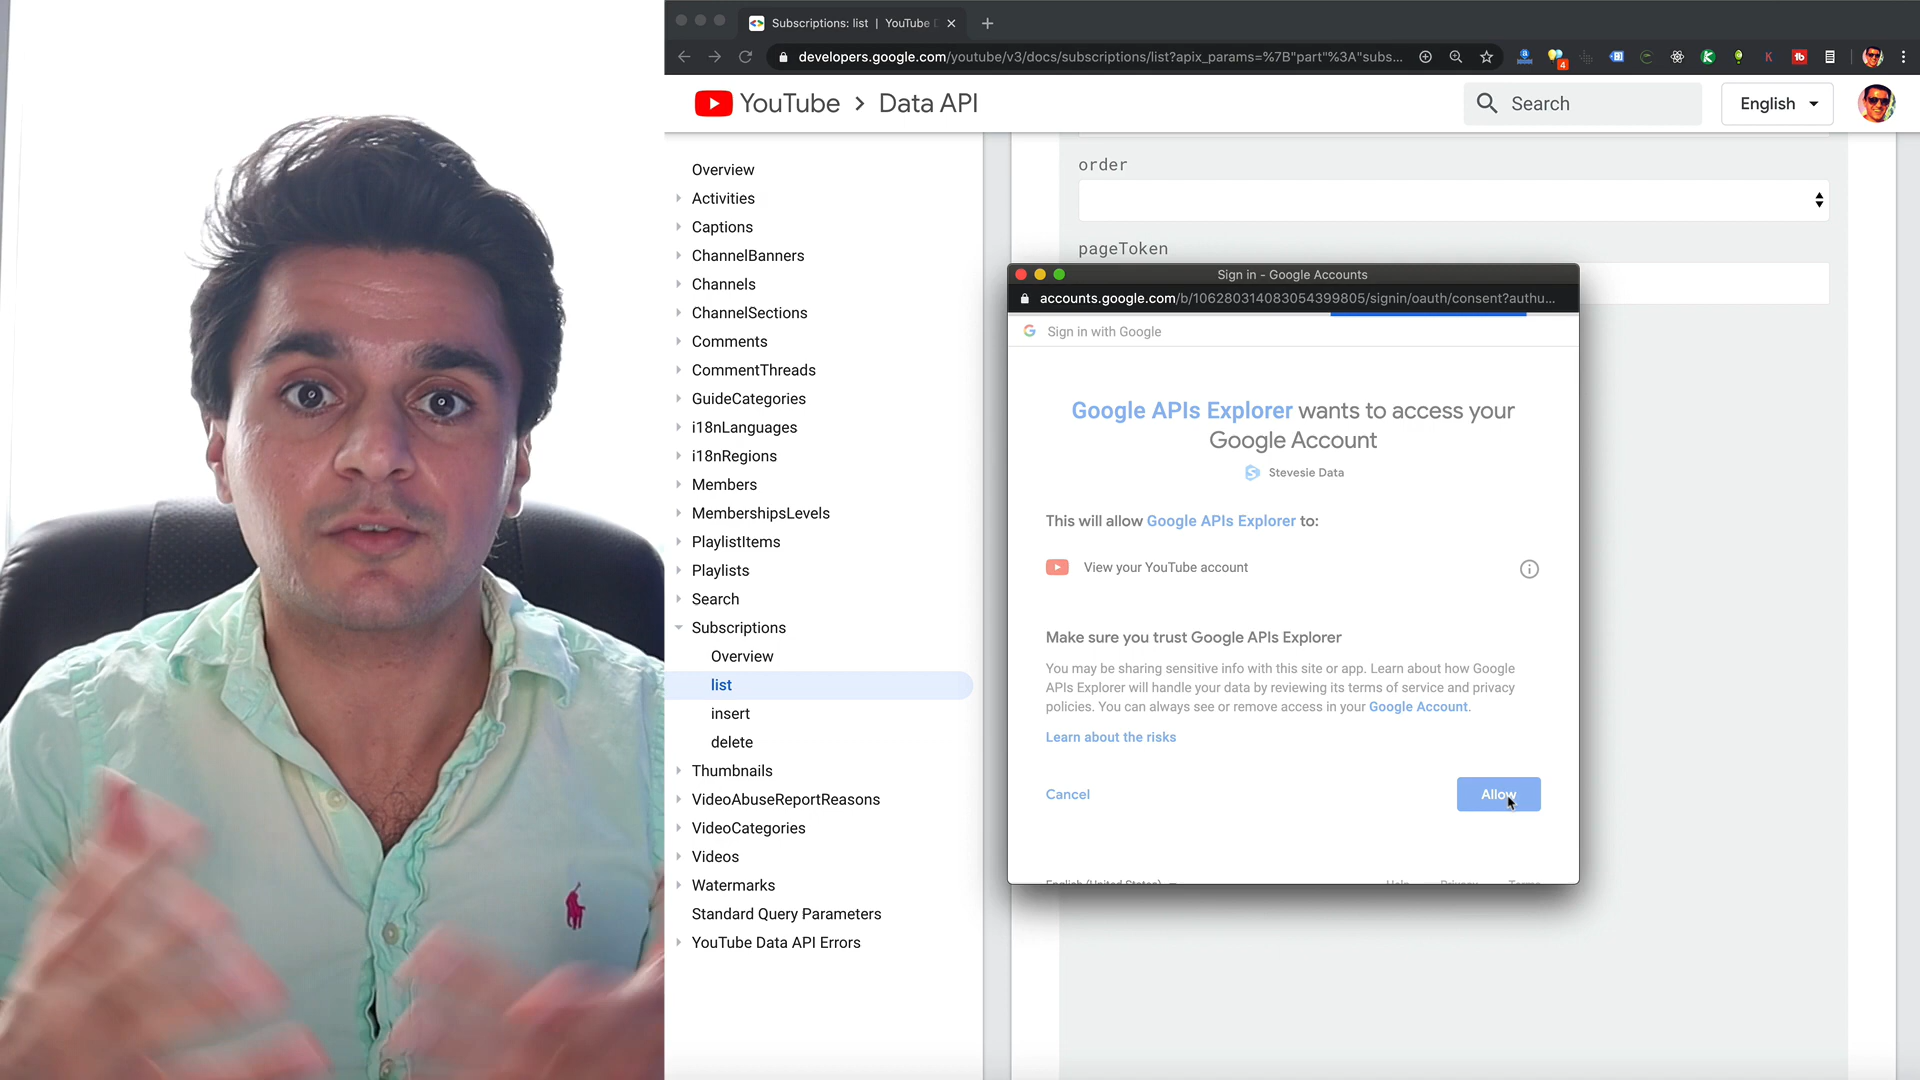 Subscriptions: list | YouTube D
developers.google.com/youtube/v3/docs/subscriptions/list?apix_params=%7B"part"%3A"subs...
4
YouTube > Data API
Search
English
Overview
Activities
Captions
ChannelBanners
Channels
ChannelSections
Comments
CommentThreads
GuideCategories
i18nLanguages
i18nRegions
Members
MembershipsLevels
PlaylistItems
Playlists
Search
Subscriptions
Overview
list
insert
delete
Thumbnails
VideoAbuseReportReasons
VideoCategories
Videos
Watermarks
Standard Query Parameters
YouTube Data API Errors
order
pageToken
Sign in - Google Accounts
accounts.google.com/b/106280314083054399805/signin/oauth/consent?authu...
Sign in with Google
Google APIs Explorer wants to access your
Google Account
Stevesie Data
This will allow Google APIs Explorer to:
View your YouTube account
Make sure you trust Google APIs Explorer
You may be sharing sensitive info with this site or app. Learn about how Google
APIs Explorer will handle your data by reviewing its terms of service and privacy
policies. You can always see or remove access in your Google Account.
Learn about the risks
Cancel
Allow
English (United States)
Help Privacy Terms